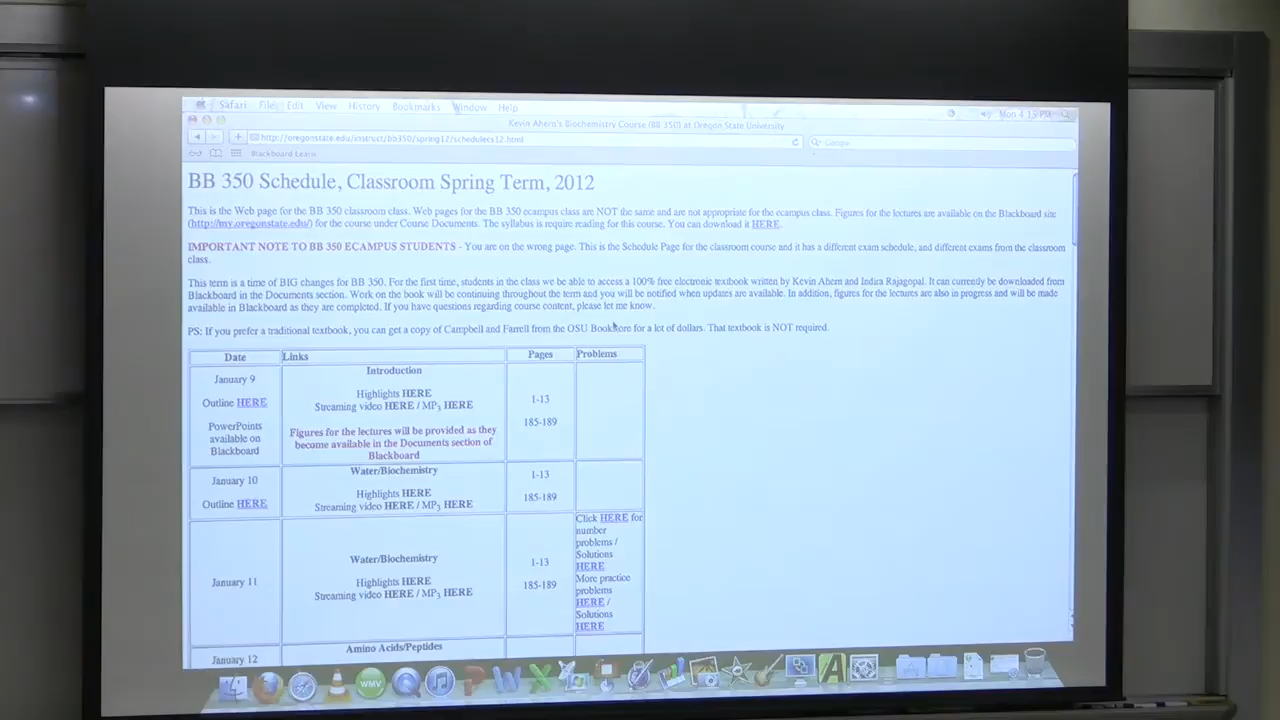 Safari File Edit View History Bookmarks Window Help Mon 4:15 PM
Kevin Ahern's Biochemistry Course (BB 350) at Oregon State University
http://oregonstate.edu/instruct/bb350/spring12/schedulecs12.html
Google
Blackboard Learn
BB 350 Schedule, Classroom Spring Term, 2012
This is the Web page for the BB 350 classroom class. Web pages for the BB 350 ecampus class are NOT the same and are not appropriate for the ecampus class. Figures for the lectures are available on the Blackboard site
(http://my.oregonstate.edu/) for the course under Course Documents. The syllabus is require reading for this course. You can download it HERE.
IMPORTANT NOTE TO BB 350 ECAMPUS STUDENTS - You are on the wrong page. This is the Schedule Page for the classroom course and it has a different exam schedule, and different exams from the classroom
class.
This term is a time of BIG changes for BB 350. For the first time, students in the class we be able to access a 100% free electronic textbook written by Kevin Ahern and Indira Rajagopal. It can currently be downloaded from
Blackboard in the Documents section. Work on the book will be continuing throughout the term and you will be notified when updates are available. In addition, figures for the lectures are also in progress and will be made
available in Blackboard as they are completed. If you have questions regarding course content, please let me know.
PS: If you prefer a traditional textbook, you can get a copy of Campbell and Farrell from the OSU Bookstore for a lot of dollars. That textbook is NOT required.
Date Links Pages Problems
January 9
Outline HERE
PowerPoints
available on
Blackboard
Introduction
Highlights HERE
Streaming video HERE / MP3 HERE
Figures for the lectures will be provided as they
become available in the Documents section of
Blackboard
1-13
185-189
January 10
Outline HERE
Water/Biochemistry
Highlights HERE
Streaming video HERE / MP3 HERE
1-13
185-189
January 11
Water/Biochemistry
Highlights HERE
Streaming video HERE / MP3 HERE
1-13
185-189
Click HERE for
number
problems /
Solutions
HERE
More practice
problems
HERE /
Solutions
HERE
January 12
Amino Acids/Peptides
WMV